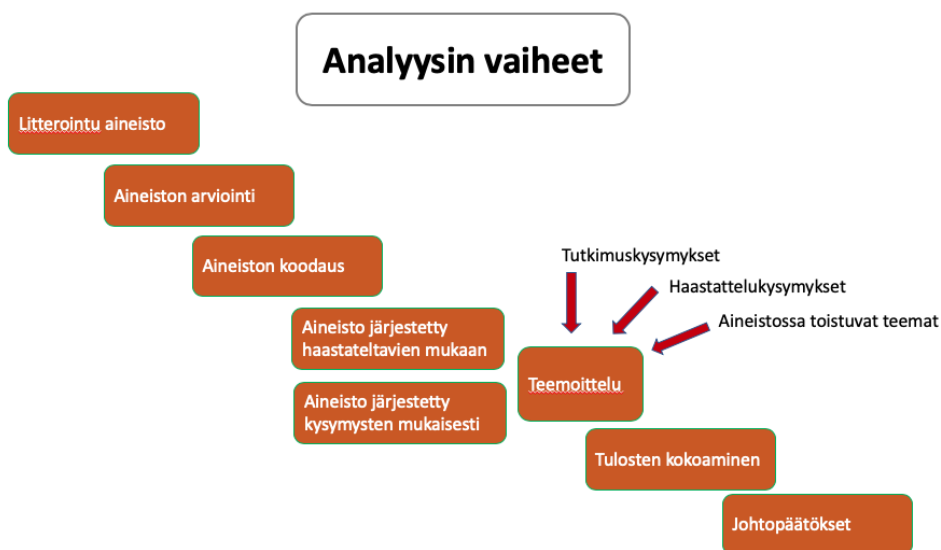 Analyysin vaiheet
Litterointu aineisto
Aineiston arviointi
Aineiston koodaus
Tutkimuskysymykset
Haastattelukysymykset
Aineistossa toistuvat teemat
Aineisto järjestetty
haastateltavien mukaan
Aineisto järjestetty
kysymysten mukaisesti
Teemoittelu
Tulosten kokoaminen
Johtopäätökset